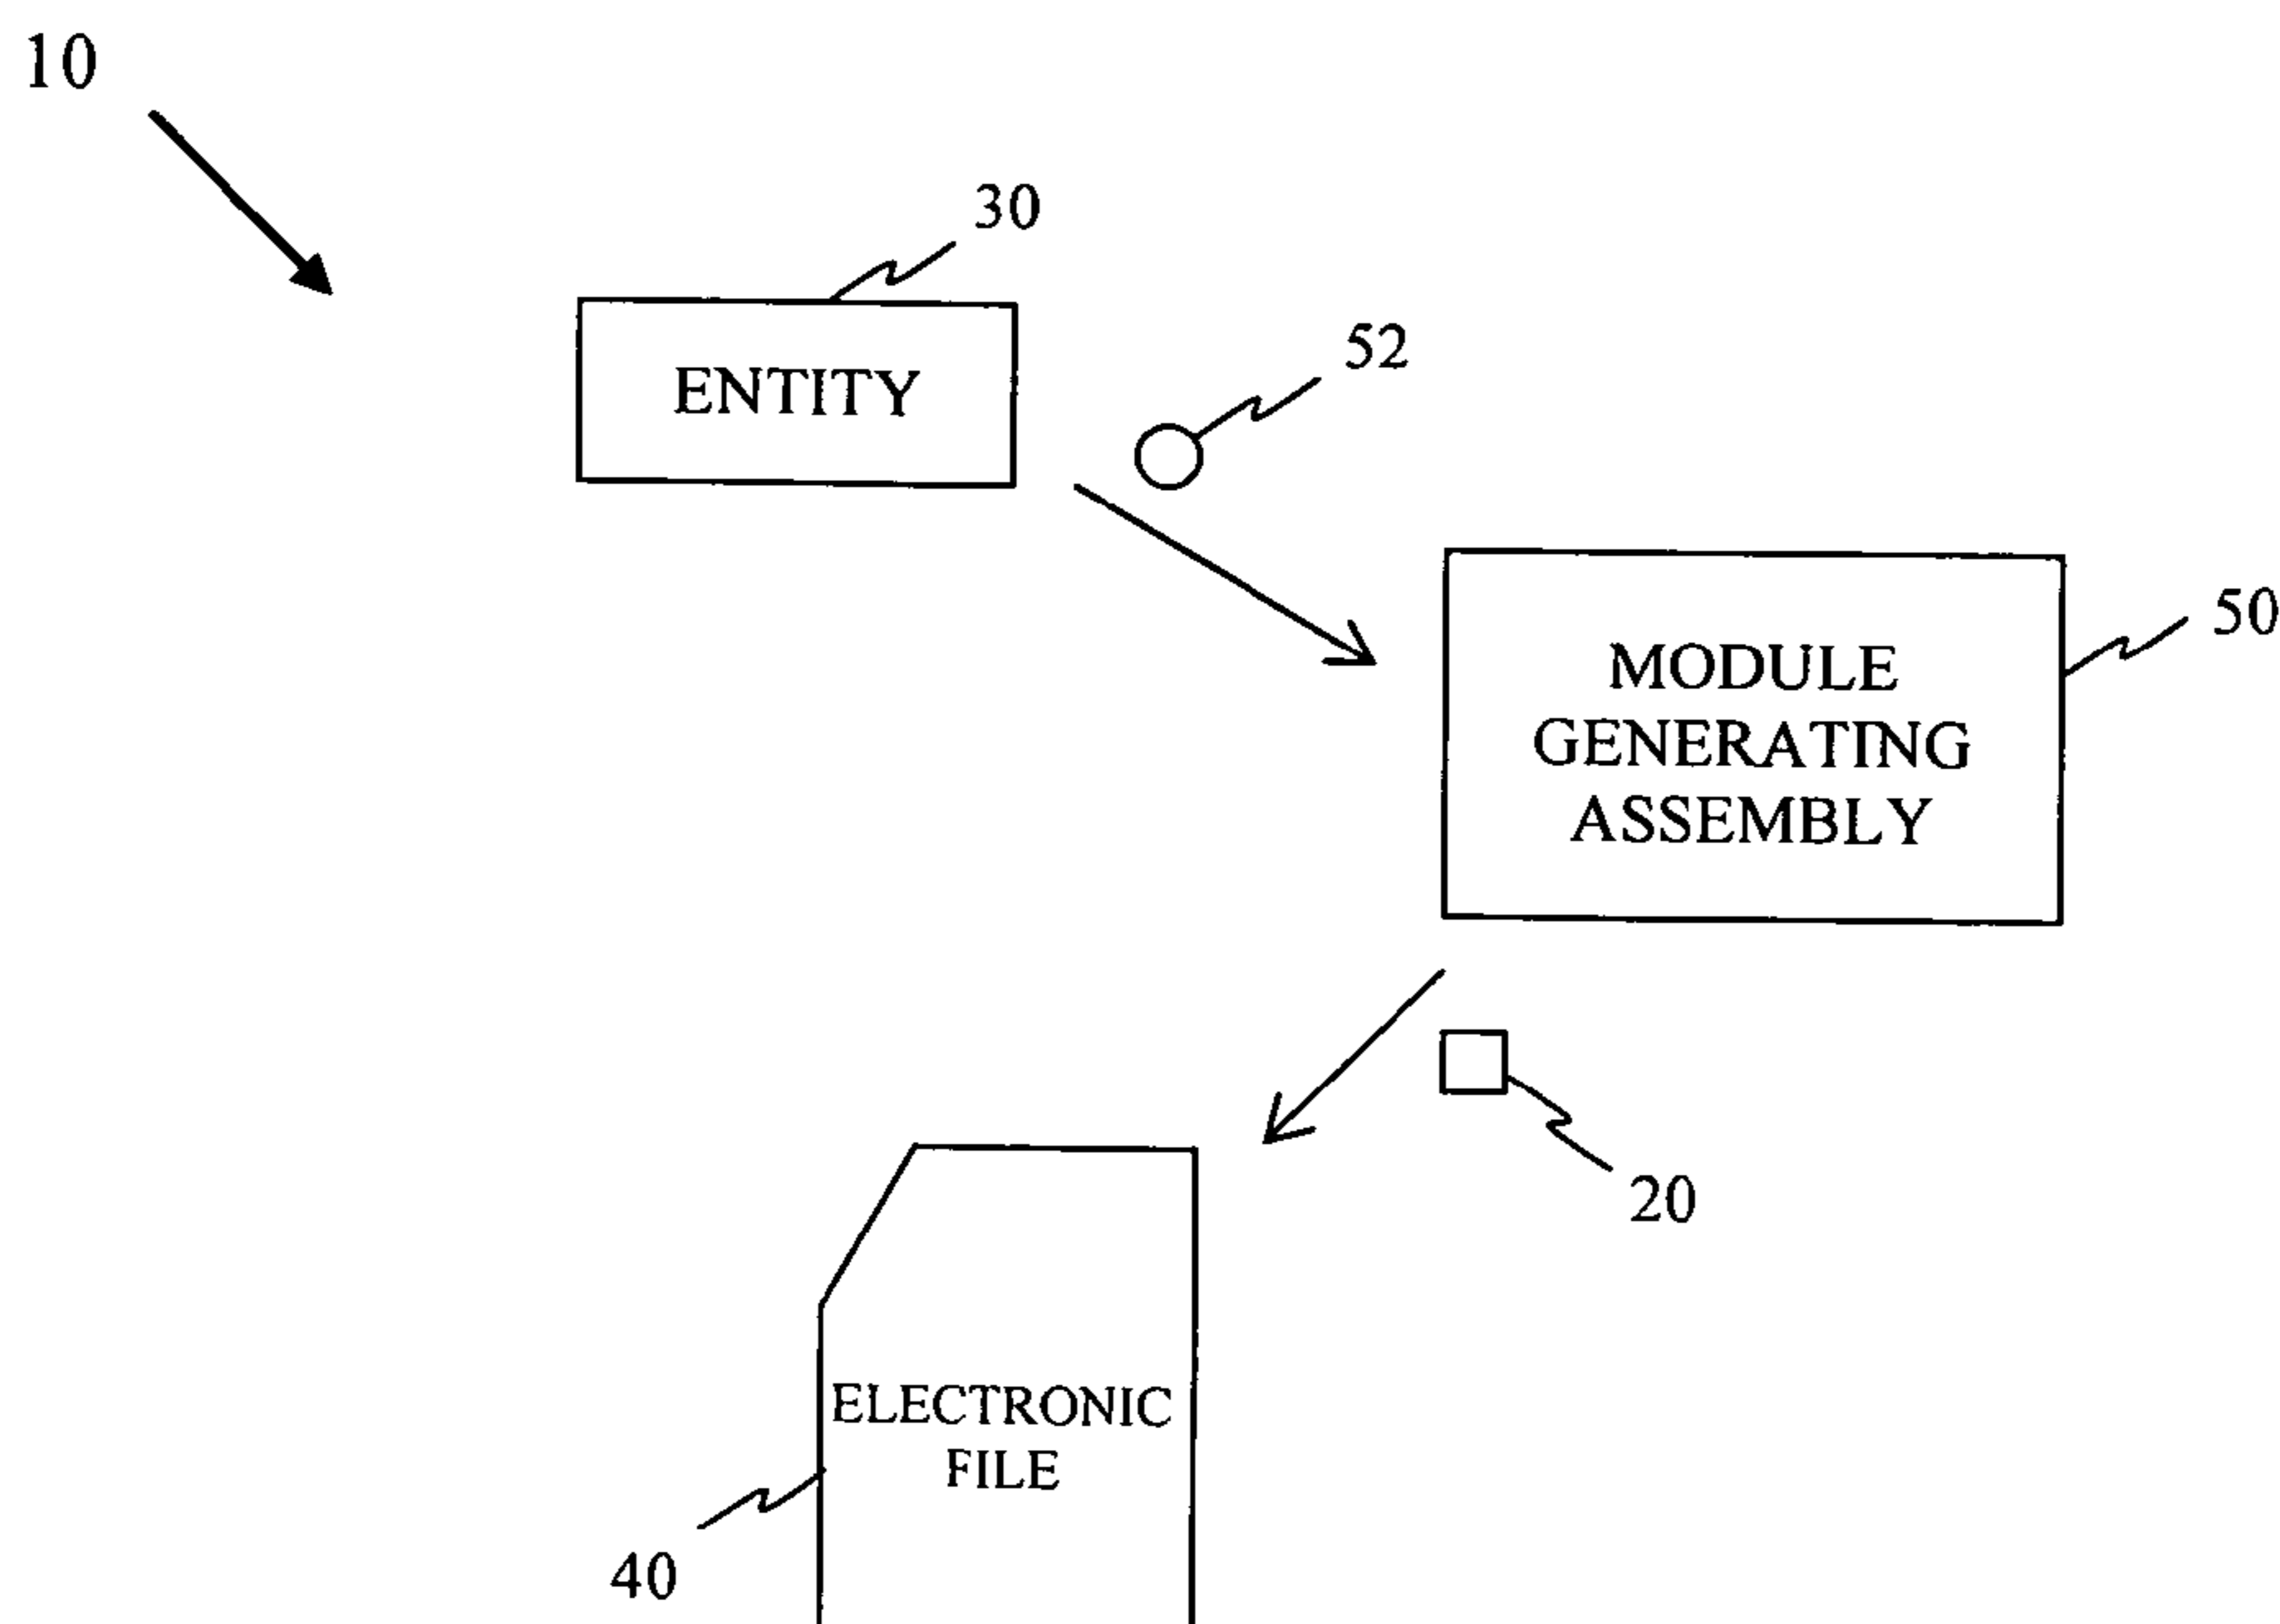 10
30
ENTITY
52
50
MODULE
GENERATING
ASSEMBLY
20
ELECTRONIC
FILE
40